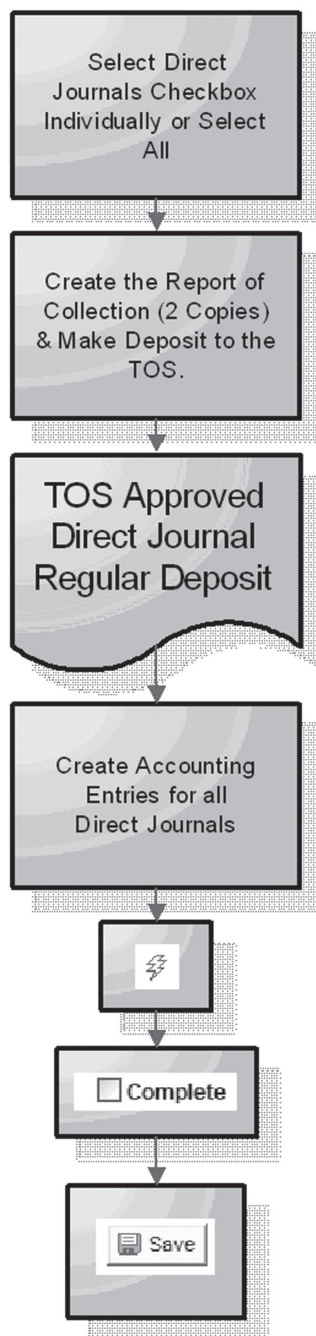 Select Direct
Journals Checkbox
Individually or Select
All
Create the Report of
Collection (2 Copies)
& Make Deposit to the
TOS.
TOS Approved
Direct Journal
Regular Deposit
Create Accounting
Entries for all
Direct Journals
Complete
Save